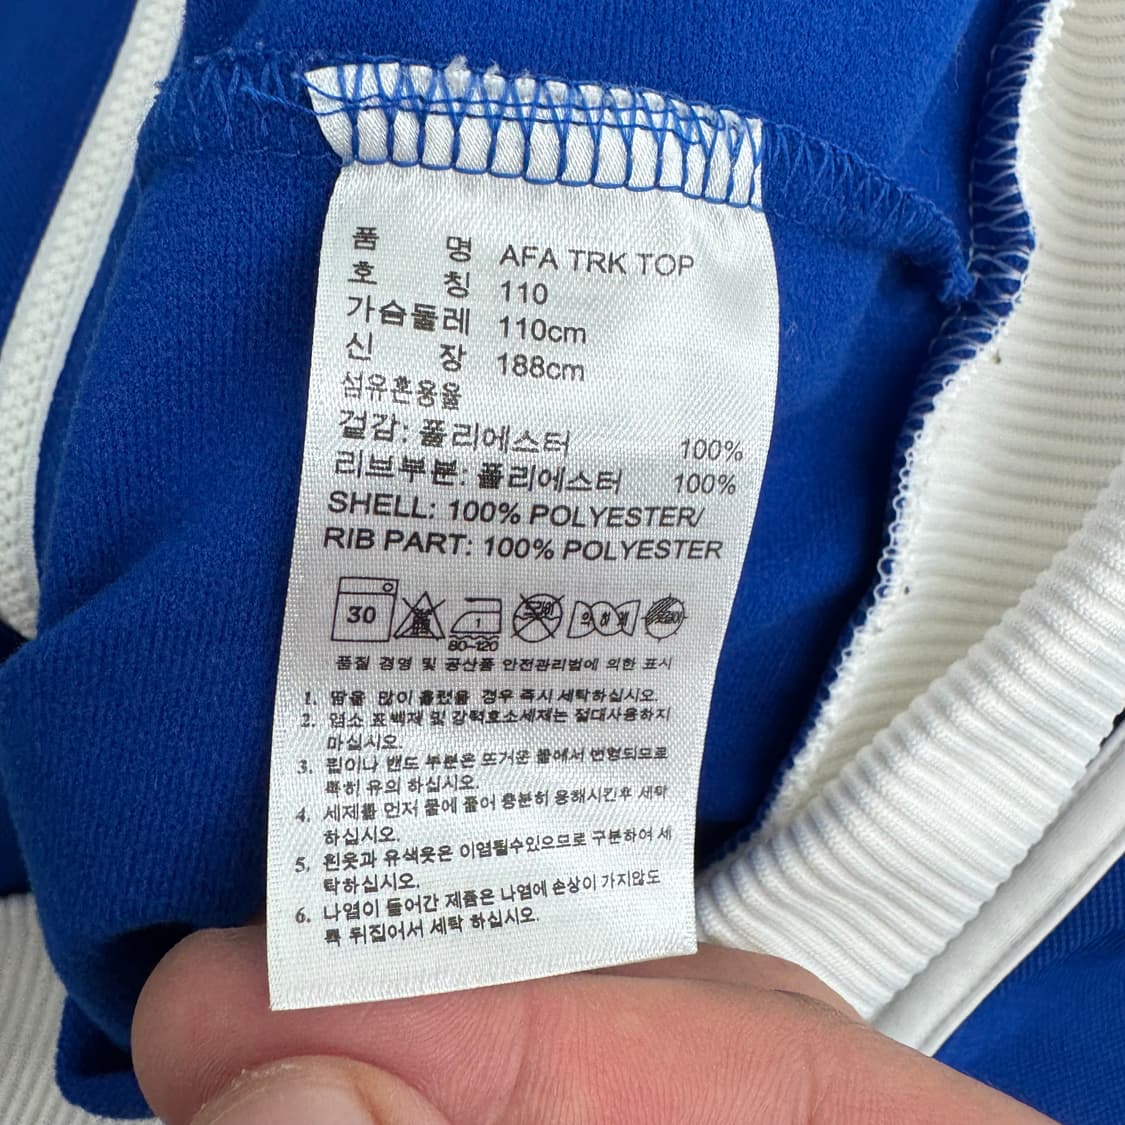 품 명 AFA TRK TOP
호 칭 110
가슴둘레 110cm
신 장 188cm
섬유혼용율
겉감: 폴리에스터 100%
리브부분: 폴리에스터 100%
SHELL: 100% POLYESTER/
RIB PART: 100% POLYESTER
30
1
80~120
품질 경영 및 공산품 안전관리법에 의한 표시
1. 땀을 많이 흘렸을 경우 즉시 세탁하십시오.
2. 염소 표백제 및 강력효소세제는 절대사용하지
마십시오.
3. 프린이나 밴드 부분은 뜨거운 물에서 변형되므로
특히 유의 하십시오.
4. 세제를 먼저 물에 풀어 충분히 용해시킨후 세탁
하십시오.
5. 흰옷과 유색옷은 이염될수있으므로 구분하여 세
탁하십시오.
6. 나염이 들어간 제품은 나염에 손상이 가지않도
록 뒤집어서 세탁 하십시오.